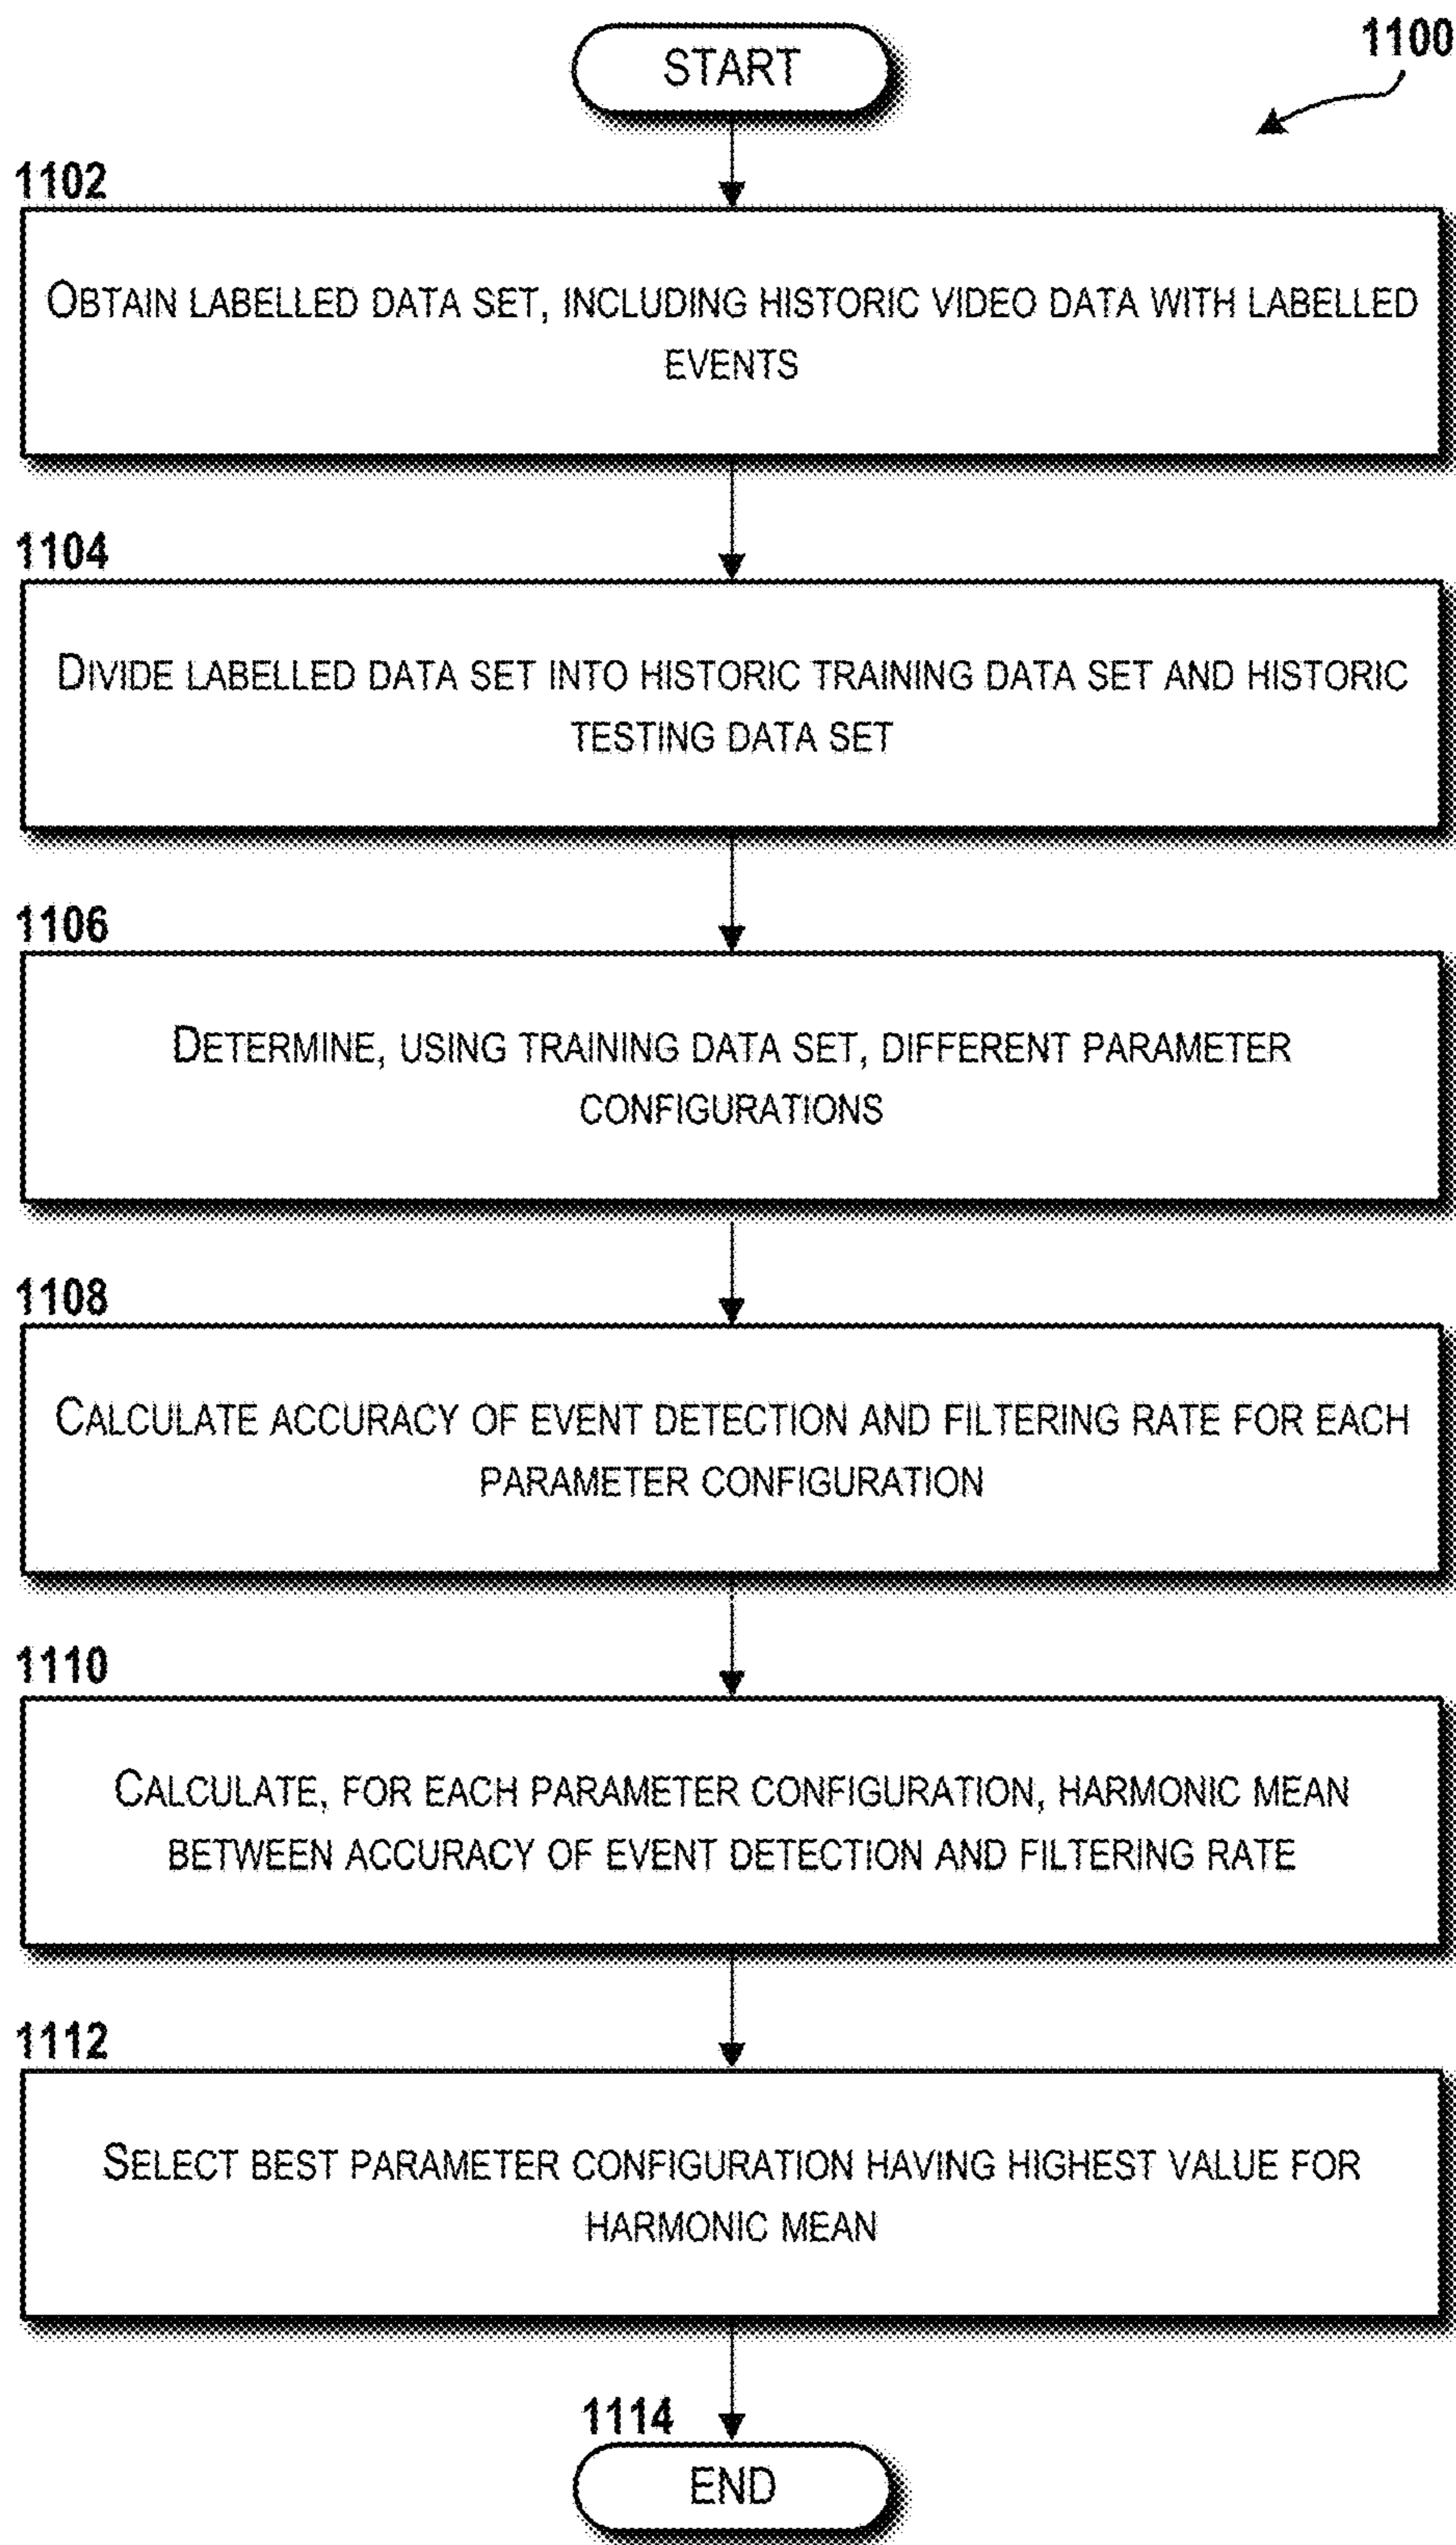 START
1100
1102
OBTAIN LABELLED DATA SET, INCLUDING HISTORIC VIDEO DATA WITH LABELLED
EVENTS
1104
DIVIDE LABELLED DATA SET INTO HISTORIC TRAINING DATA SET AND HISTORIC
TESTING DATA SET
1106
DETERMINE, USING TRAINING DATA SET, DIFFERENT PARAMETER
CONFIGURATIONS
1108
CALCULATE ACCURACY OF EVENT DETECTION AND FILTERING RATE FOR EACH
PARAMETER CONFIGURATION
1110
CALCULATE, FOR EACH PARAMETER CONFIGURATION, HARMONIC MEAN
BETWEEN ACCURACY OF EVENT DETECTION AND FILTERING RATE
1112
SELECT BEST PARAMETER CONFIGURATION HAVING HIGHEST VALUE FOR
HARMONIC MEAN
1114
END